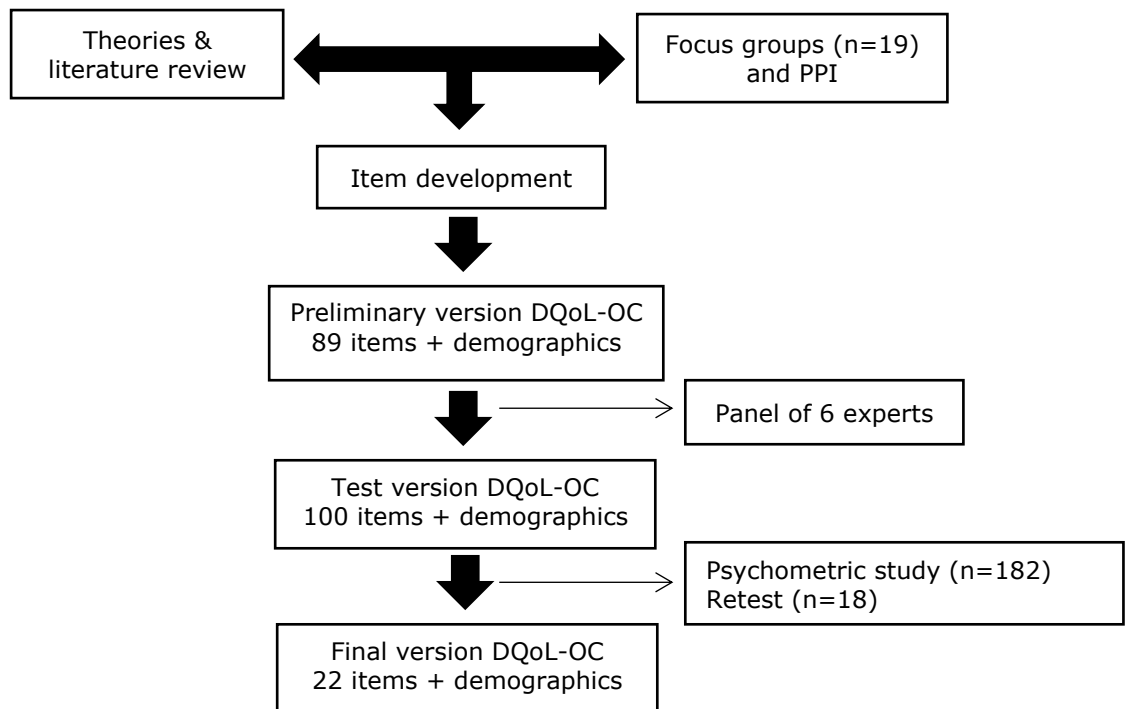 Theories &
literature review
Focus groups (n=19)
and PPI
Item development
Preliminary version DQoL-OC
89 items + demographics
Panel of 6 experts
Test version DQoL-OC
100 items + demographics
Psychometric study (n=182)
Retest (n=18)
Final version DQoL-OC
22 items + demographics